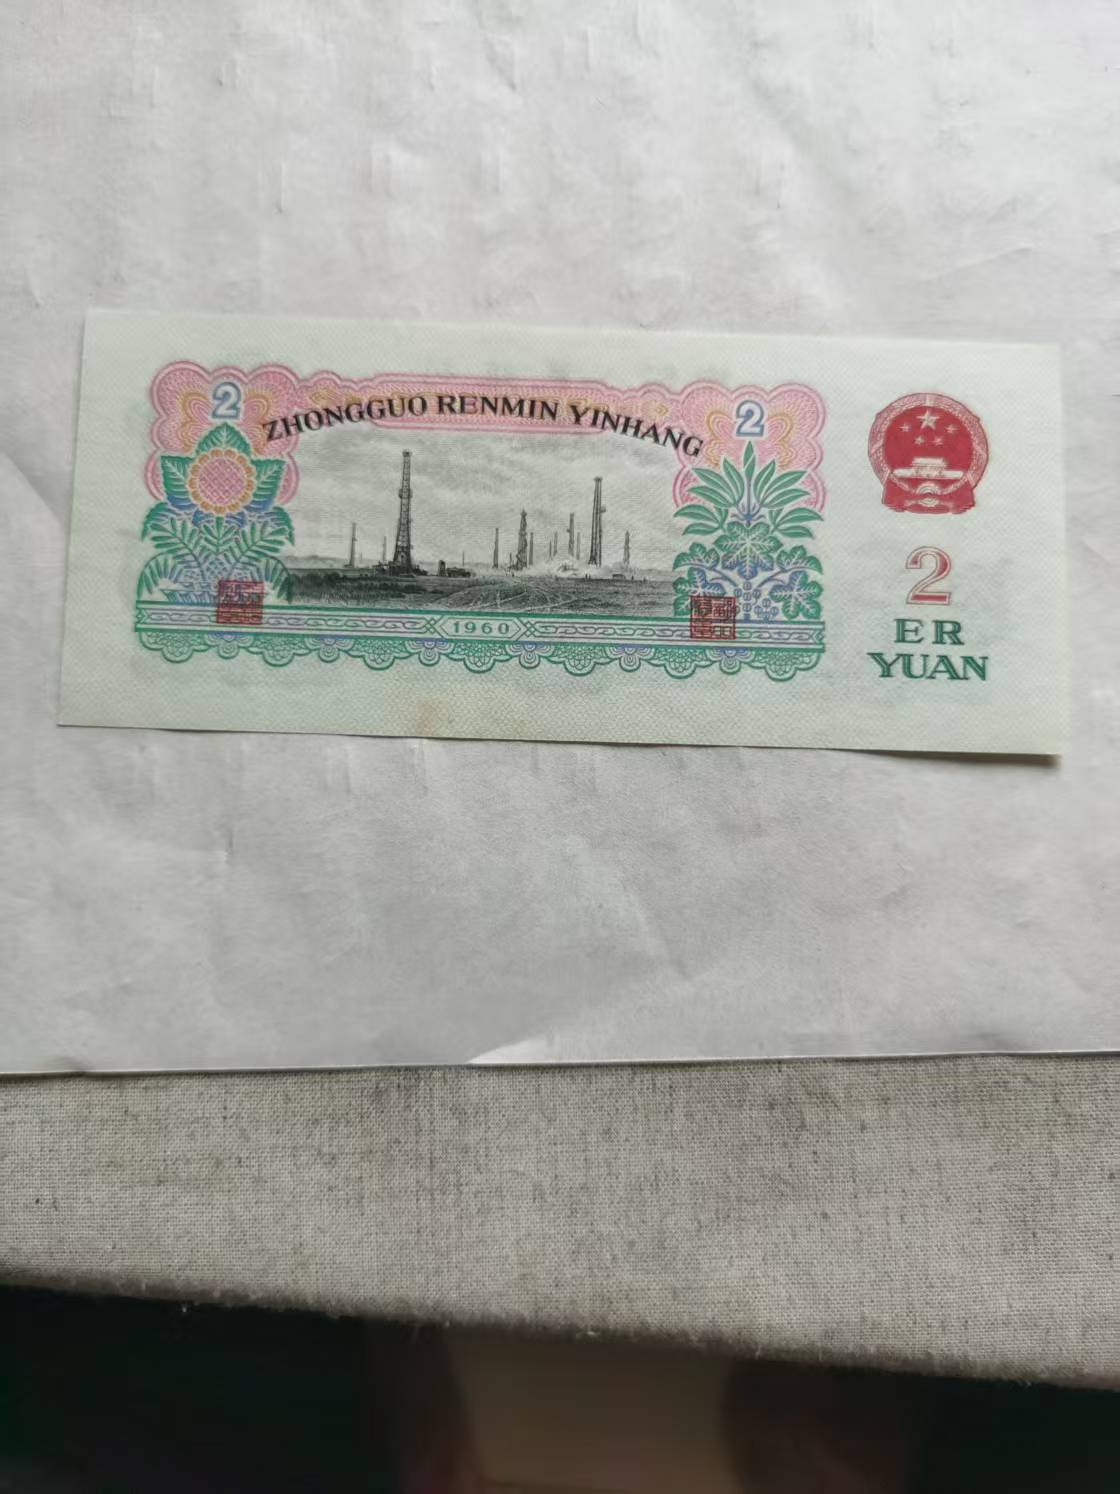 2
ZHONGGUO RENMIN YINHANG
2
1960
2
ER
YUAN